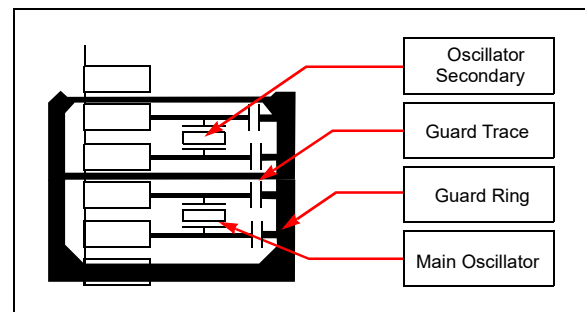 Oscillator
Secondary
Guard Trace
Guard Ring
Main Oscillator